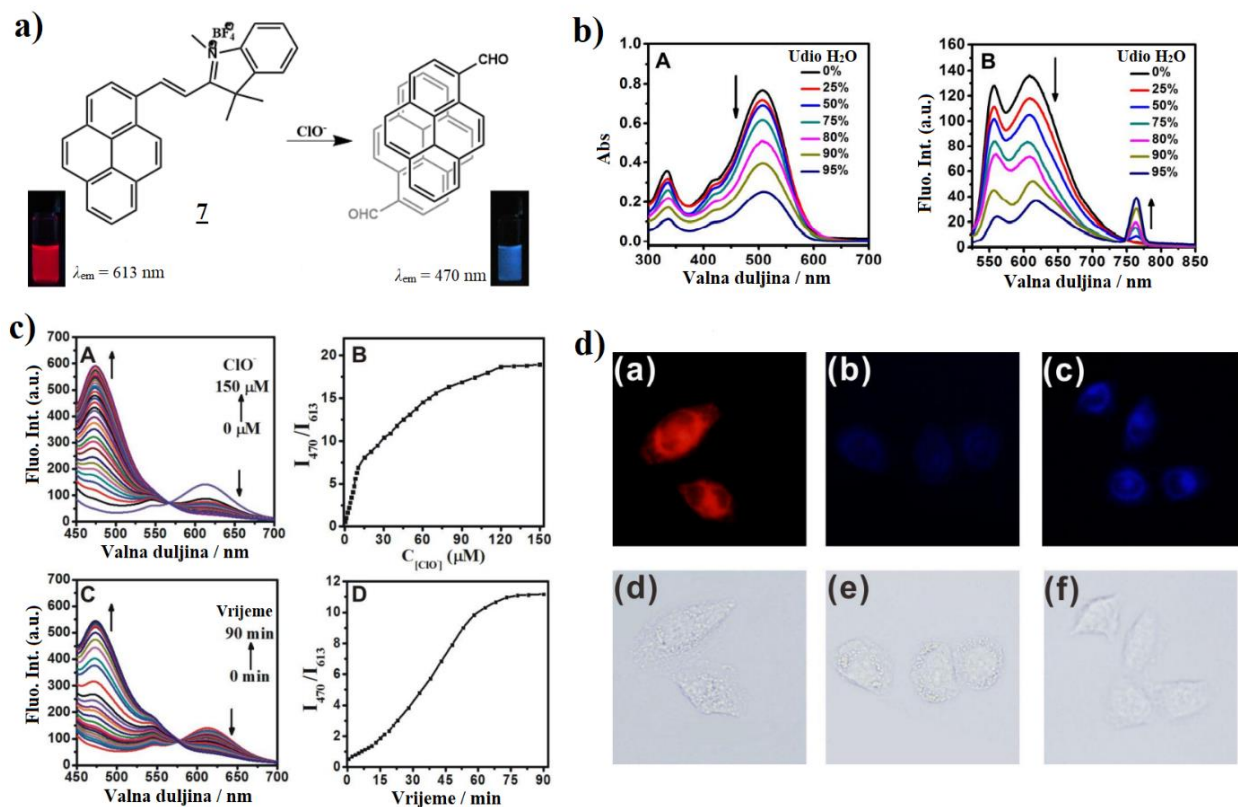 a)
BF₄
N
CHO
ClO⁻
OHC
7
λem = 613 nm
λem = 470 nm
b)
A
Udio H₂O
0%
25%
50%
75%
80%
90%
95%
1.0
0.8
0.6
0.4
0.2
0.0
Abs
300 400 500 600 700
Valna duljina / nm
B
Udio H₂O
0%
25%
50%
75%
80%
90%
95%
160
140
120
100
80
60
40
20
0
Fluo. Int. (a.u.)
550 600 650 700 750 800 850
Valna duljina / nm
c)
A
ClO⁻
150 μM
0 μM
700
600
500
400
300
200
100
0
Fluo. Int. (a.u.)
450 500 550 600 650 700
Valna duljina / nm
B
20
15
10
5
0
I₄₇₀/I₆₁₃
0 30 60 90 120 150
C[ClO⁻] (μM)
C
Vrijeme
90 min
0 min
700
600
500
400
300
200
100
0
Fluo. Int. (a.u.)
450 500 550 600 650 700
Valna duljina / nm
D
12
10
8
6
4
2
0
I₄₇₀/I₆₁₃
0 15 30 45 60 75 90
Vrijeme / min
d)
(a)
(b)
(c)
(d)
(e)
(f)